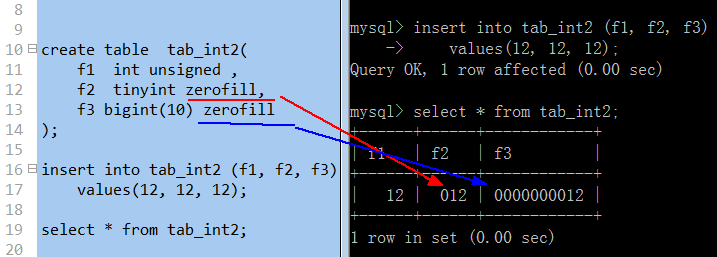 8
9
10 create table  tab_int2(
11     f1  int unsigned ,
12     f2  tinyint zerofill,
13     f3 bigint(10) zerofill
14 );
15
16 insert into tab_int2 (f1, f2, f3)
17     values(12, 12, 12);
18
19 select * from tab_int2;
20
mysql> insert into tab_int2 (f1, f2, f3)
    ->     values(12, 12, 12);
Query OK, 1 row affected (0.00 sec)
mysql> select * from tab_int2;
+------+------+------------+
| f1   | f2   | f3         |
+------+------+------------+
|   12 |  012 | 0000000012 |
+------+------+------------+
1 row in set (0.00 sec)